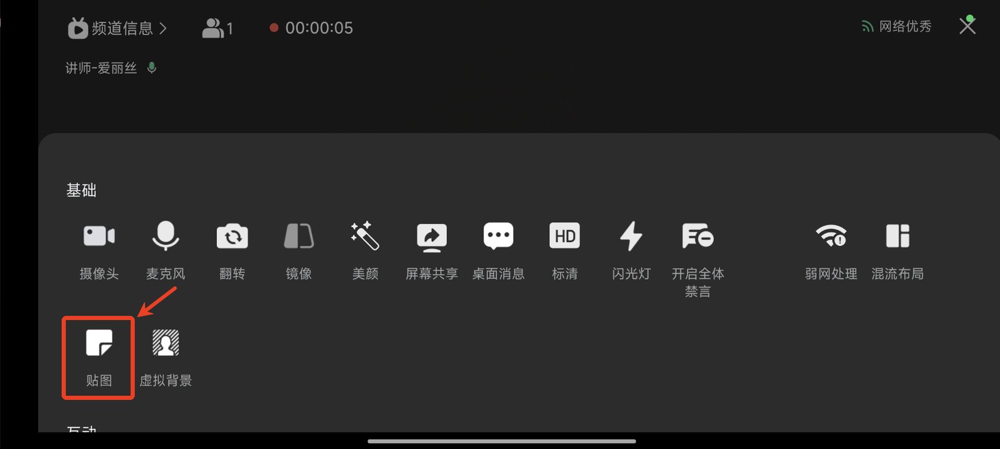 频道信息
1
00:00:05
网络优秀
讲师-爱丽丝
基础
HD
摄像头
麦克风
翻转
镜像
美颜
屏幕共享
桌面消息
标清
闪光灯
开启全体
禁言
弱网处理
混流布局
贴图
虚拟背景
互动